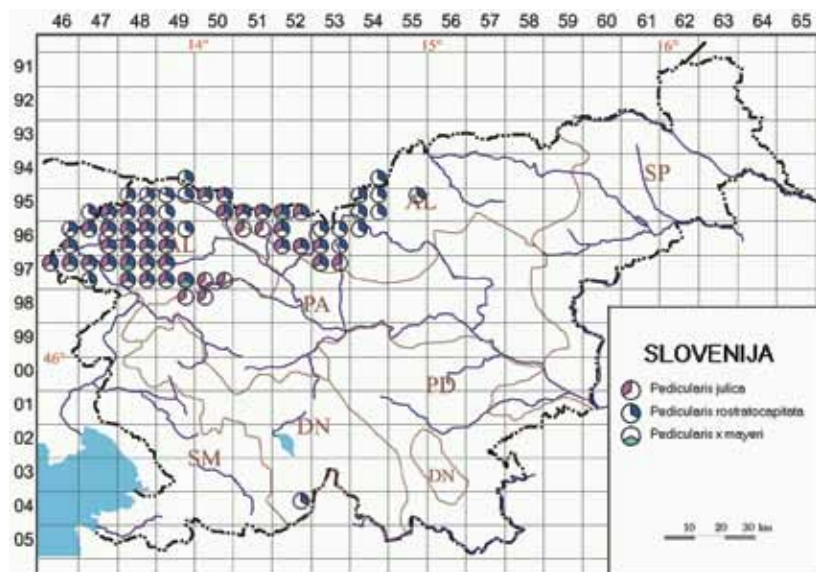 46 47 48 49 50 51 52 53 54 55 56 57 58 59 60 61 62 63 64 65
14° 15° 16°
91
92
93
94
SP
95
AL
96
AL
97
98
PA
99
46°
SLOVENIJA
00
Pedicularis julica
PD
01
Pedicularis rostratocapitata
02
DN
Pedicularis x mayeri
SM
03
DN
04
05
10 20 30 km